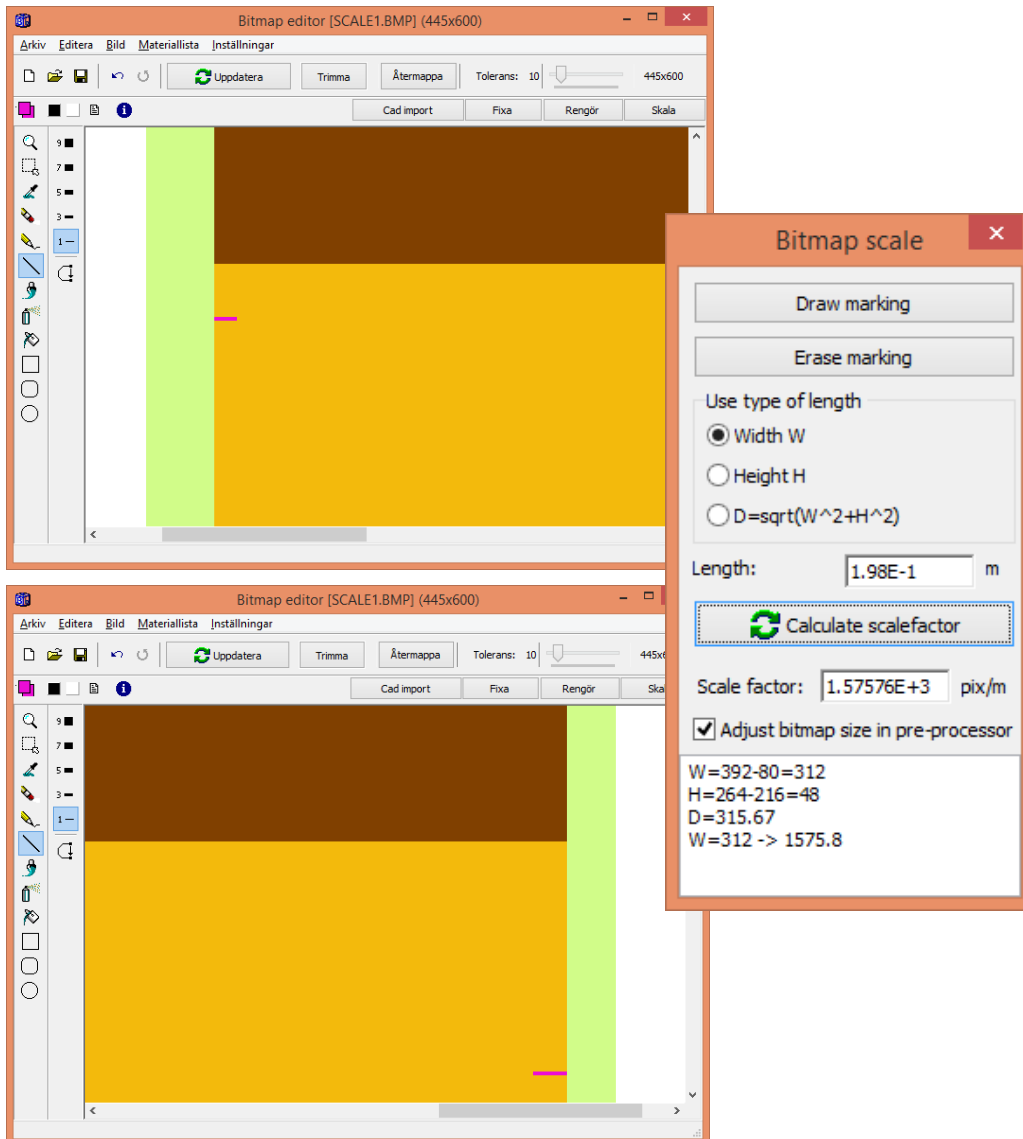 Bitmap editor [SCALE1.BMP] (445x600)
Arkiv Editera Bild Materiallista Inställningar
Uppdatera Trimma Återmappa Tolerans: 10 445x600
Cad import Fixa Rengör Skala
9
7
5
3
1
Bitmap scale
Draw marking
Erase marking
Use type of length
Width W
Height H
D=sqrt(W^2+H^2)
Length: 1.98E-1 m
Calculate scalefactor
Scale factor: 1.57576E+3 pix/m
Adjust bitmap size in pre-processor
W=392-80=312
H=264-216=48
D=315.67
W=312 -> 1575.8
Bitmap editor [SCALE1.BMP] (445x600)
Arkiv Editera Bild Materiallista Inställningar
Uppdatera Trimma Återmappa Tolerans: 10 445x6
Cad import Fixa Rengör Ska
9
7
5
3
1